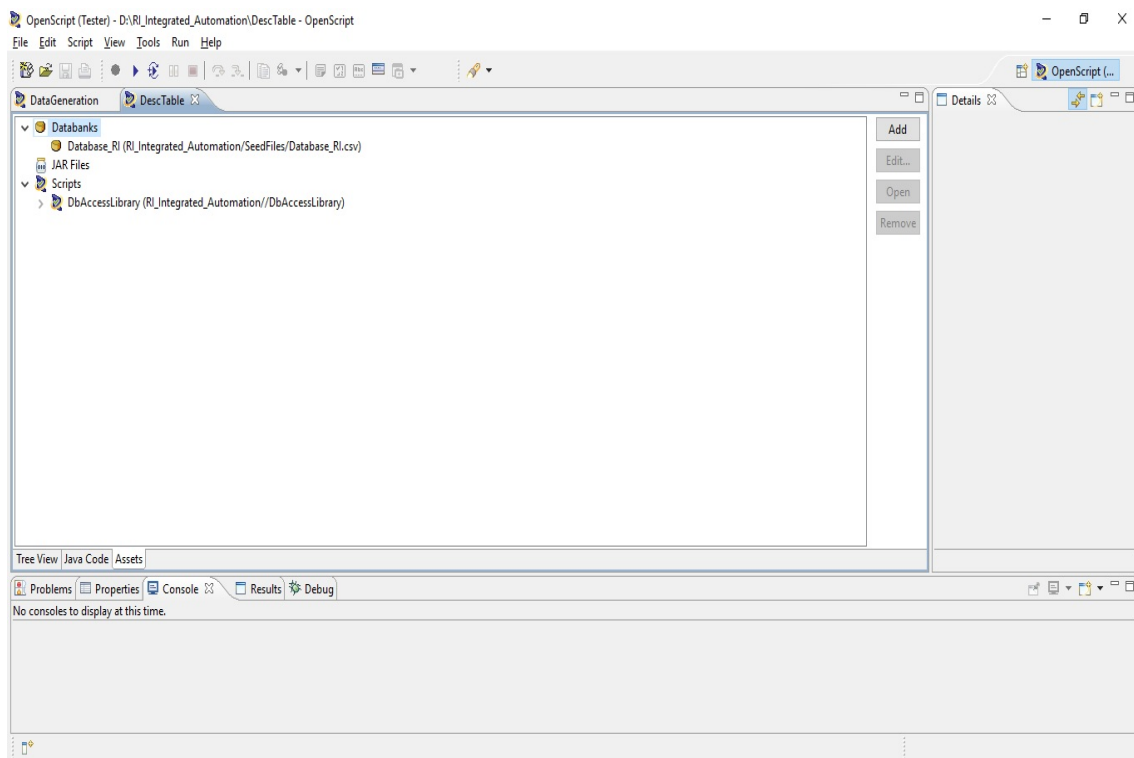 OpenScript (Tester) - D:\RI_Integrated_Automation\DescTable - OpenScript
File Edit Script View Tools Run Help
OpenScript (...
DataGeneration DescTable
Details
Databanks
Database_RI (RI_Integrated_Automation/SeedFiles/Database_RI.csv)
JAR Files
Scripts
DbAccessLibrary (RI_Integrated_Automation//DbAccessLibrary)
Add
Edit...
Open
Remove
Tree View Java Code Assets
Problems Properties Console Results Debug
No consoles to display at this time.